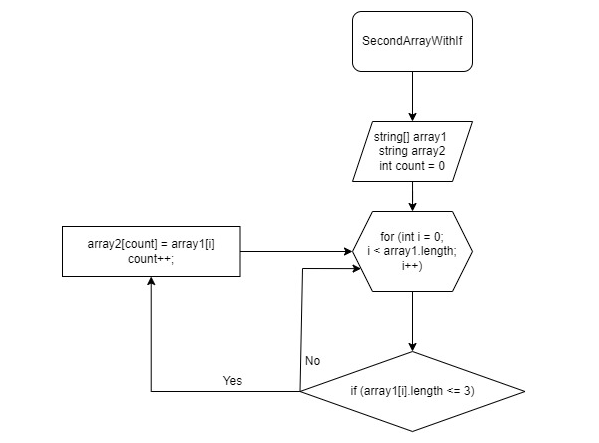 SecondArrayWithIf
string[] array1
string array2
int count = 0
for (int i = 0;
i < array1.length;
i++)
array2[count] = array1[i]
count++;
No
Yes
if (array1[i].length <= 3)